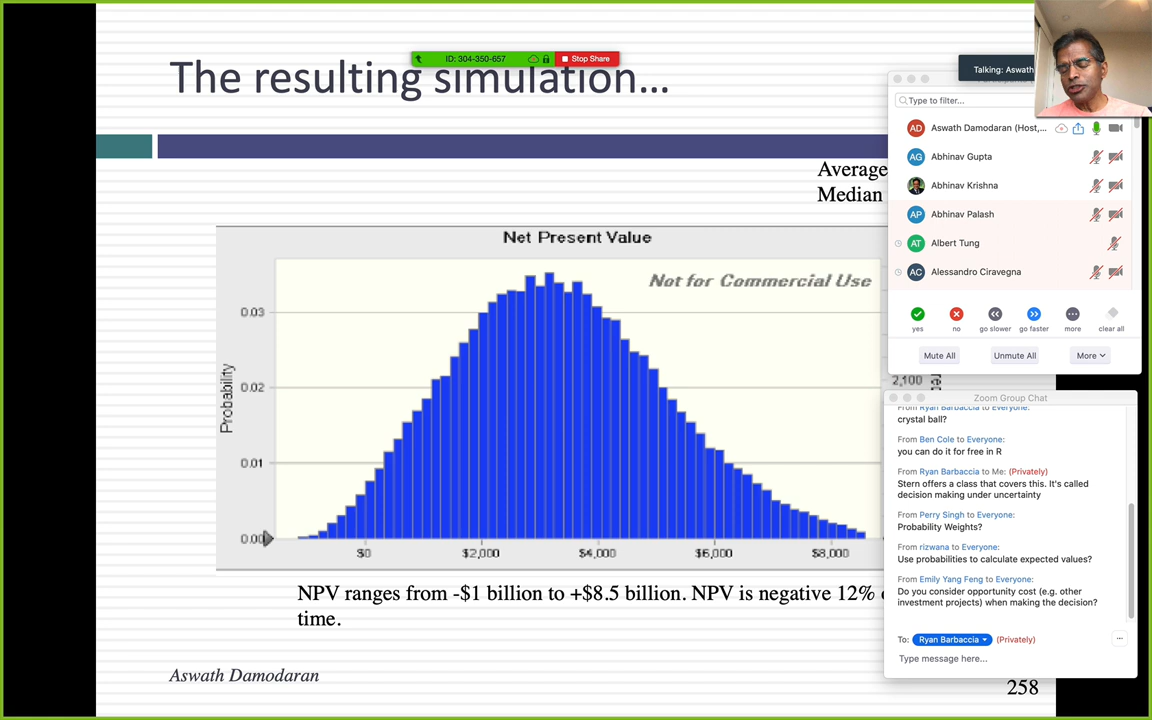 The resulting simulation…
ID: 304-350-657
Stop Share
Talking: Aswath
Average
Median
Type to filter...
AD Aswath Damodaran (Host,...
AG Abhinav Gupta
Abhinav Krishna
AP Abhinav Palash
AT Albert Tung
AC Alessandro Ciravegna
yes no go slower go faster more clear all
Mute All Unmute All More
Net Present Value
Not for Commercial Use
0.03
0.02
0.01
0.00
Probability
$0 $2,000 $4,000 $6,000 $8,000
2,100
Zoom Group Chat
From Ryan Barbaccia to Everyone:
crystal ball?
From Ben Cole to Everyone:
you can do it for free in R
From Ryan Barbaccia to Me: (Privately)
Stern offers a class that covers this. It's called
decision making under uncertainty
From Perry Singh to Everyone:
Probability Weights?
From rizwana to Everyone:
Use probabilities to calculate expected values?
From Emily Yang Feng to Everyone:
Do you consider opportunity cost (e.g. other
investment projects) when making the decision?
To: Ryan Barbaccia (Privately)
...
Type message here...
NPV ranges from -$1 billion to +$8.5 billion. NPV is negative 12%
time.
Aswath Damodaran
258